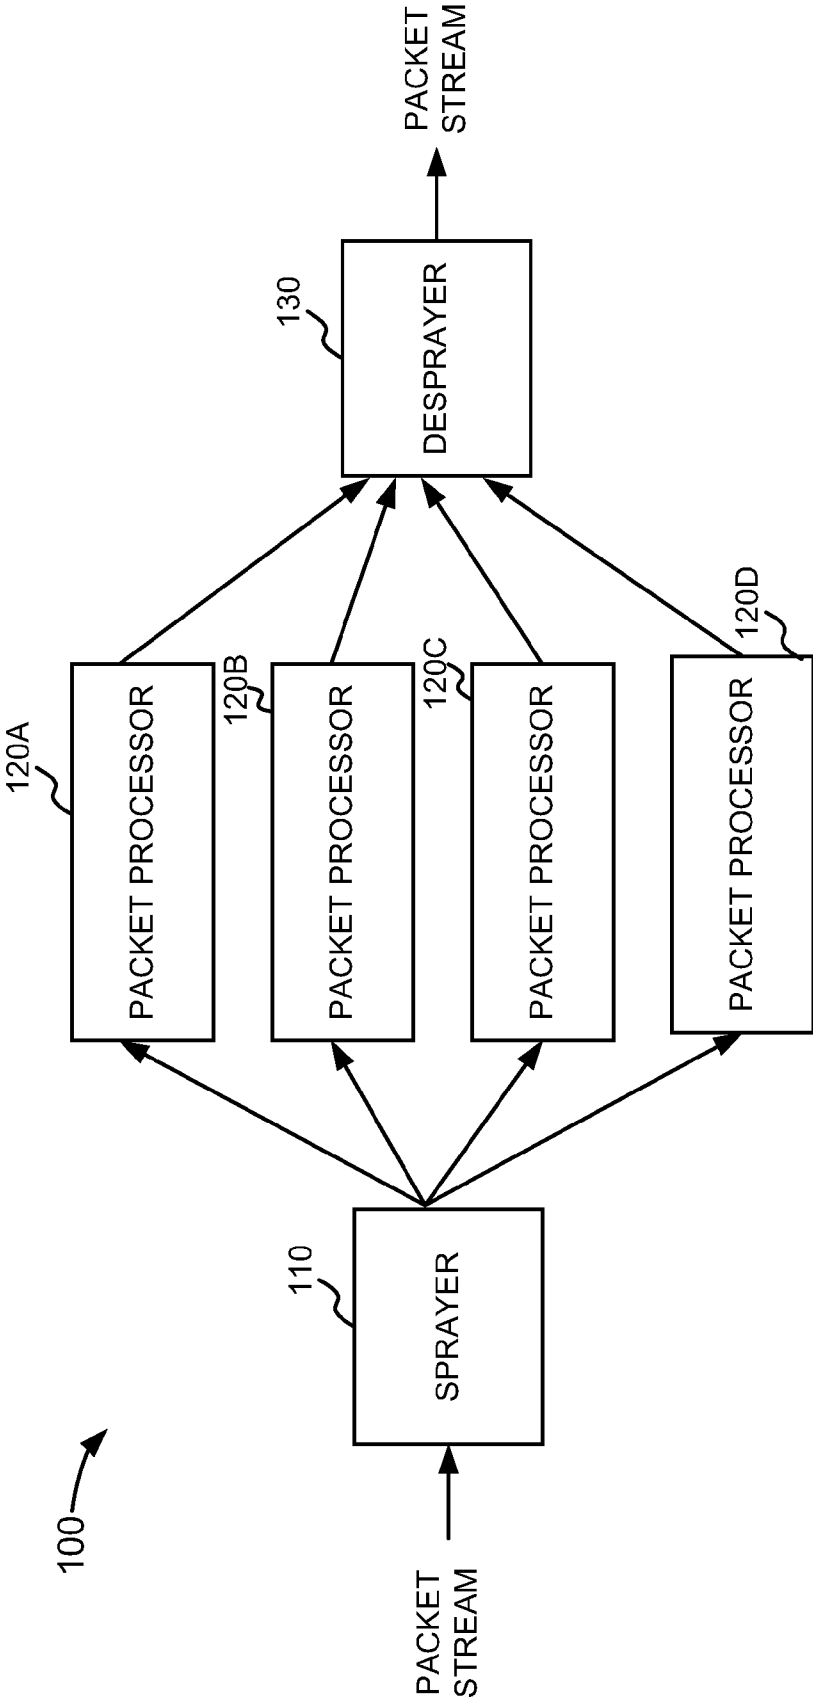 100
PACKET
STREAM
110
SPRAYER
120A
PACKET PROCESSOR
120B
PACKET PROCESSOR
120C
PACKET PROCESSOR
120D
PACKET PROCESSOR
130
DESPRAYER
PACKET
STREAM